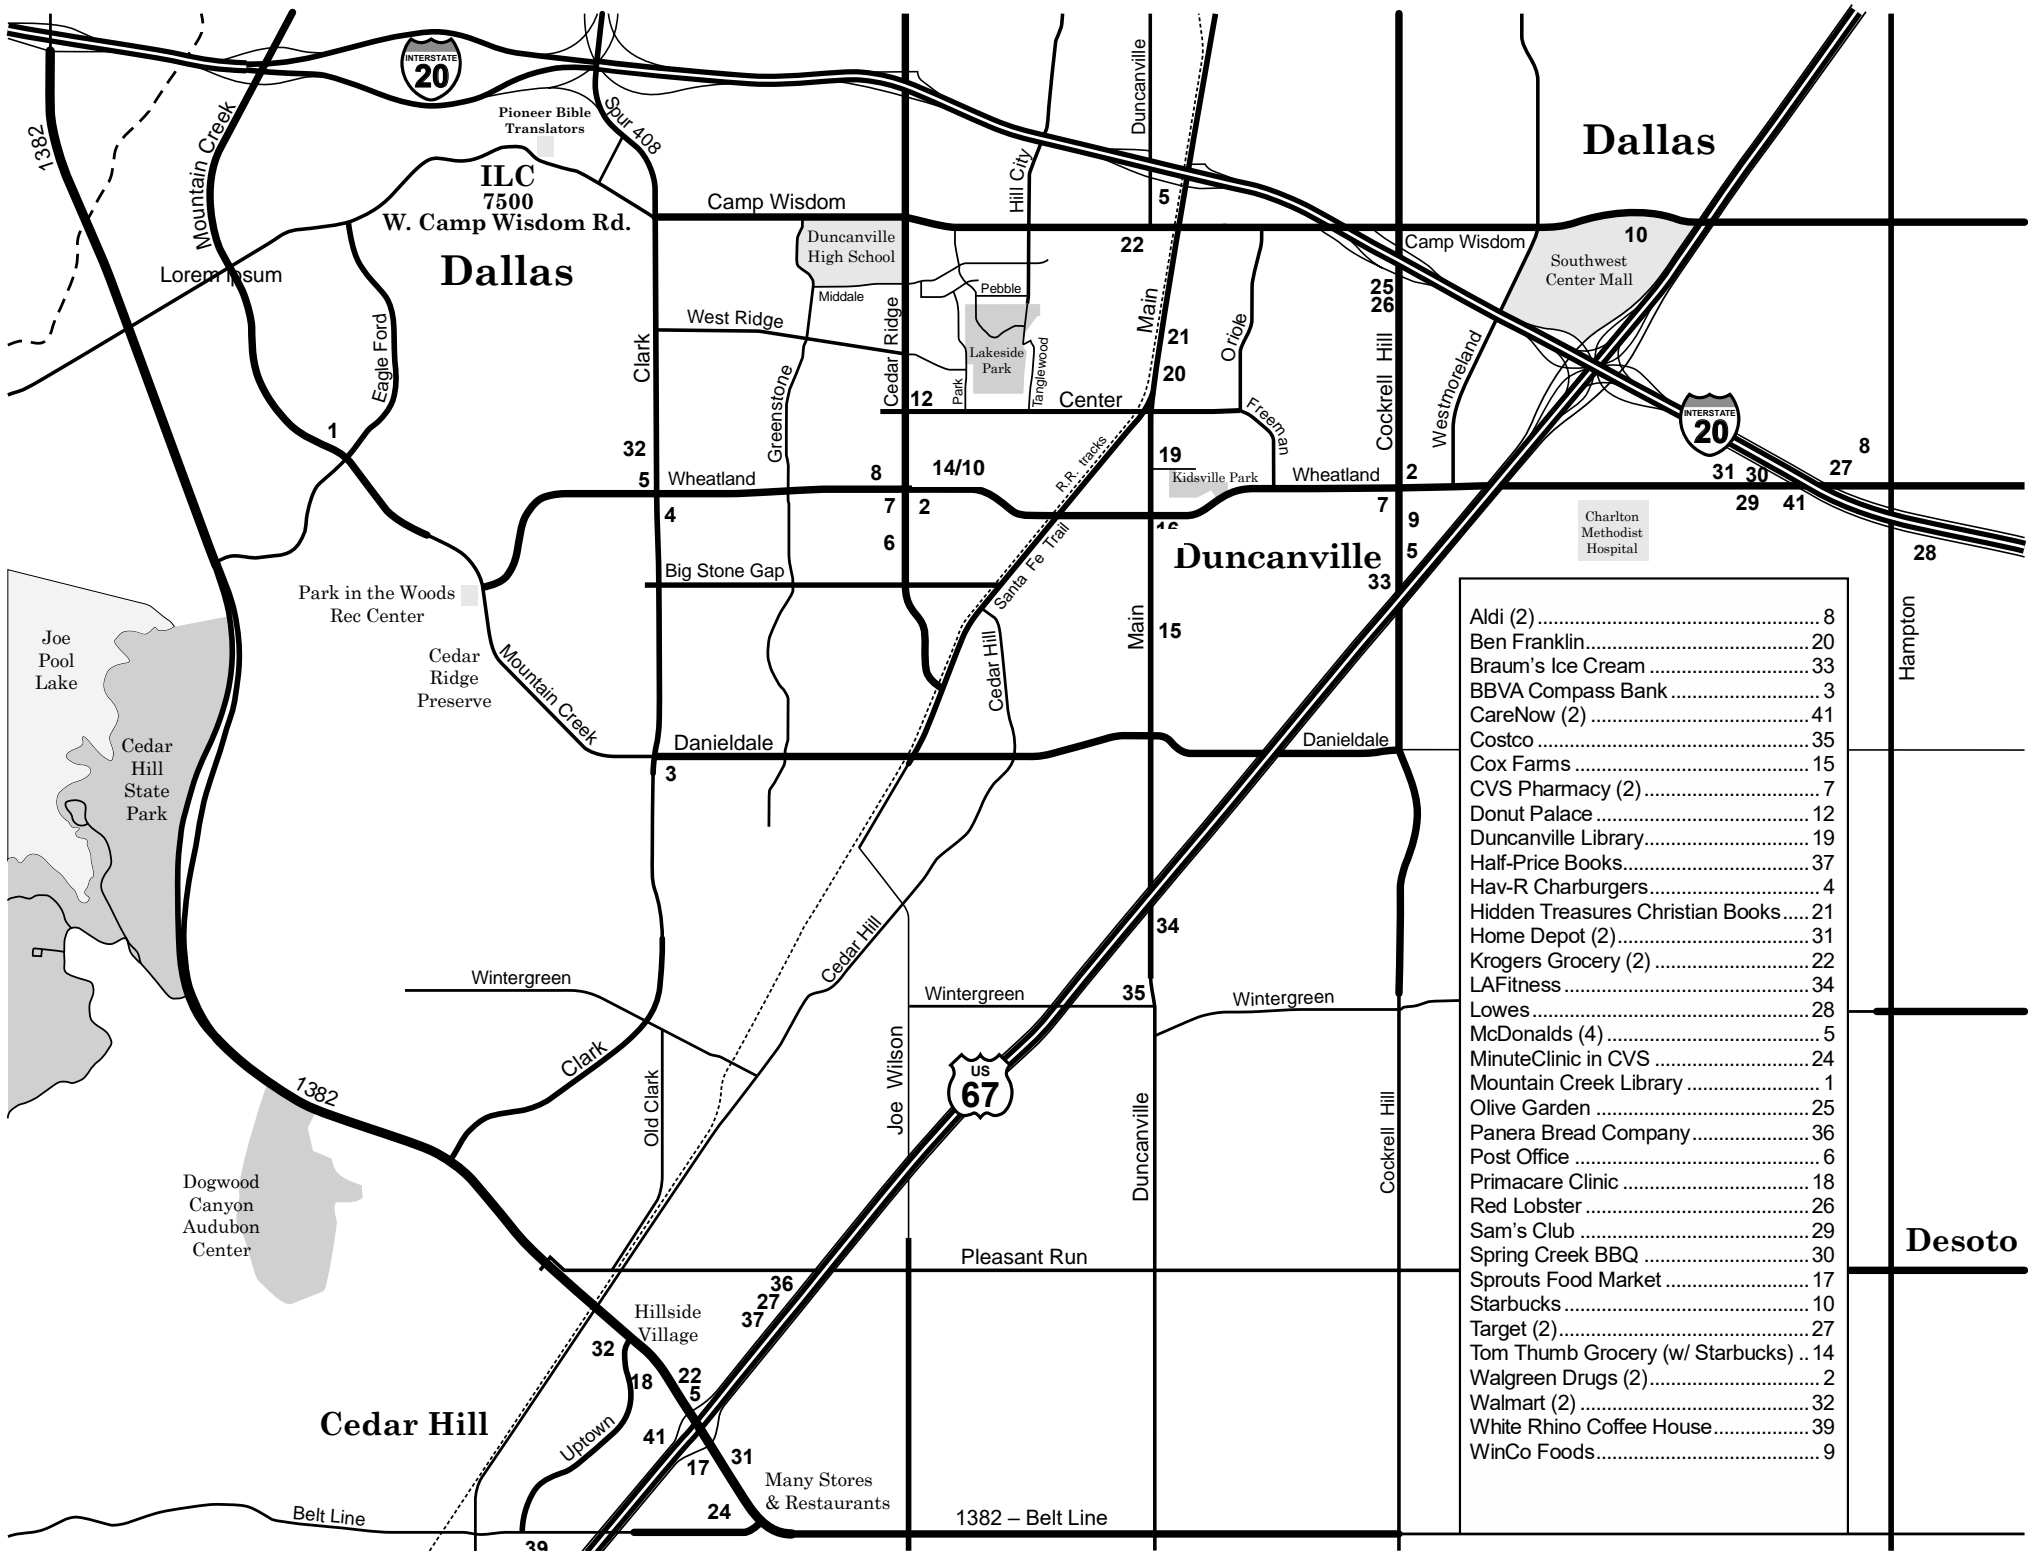 INTERSTATE
20
Pioneer Bible
Translators
Spur 408
1382
Mountain Creek
Duncanville
Hill City
Dallas
ILC
7500
W. Camp Wisdom Rd.
Camp Wisdom
5
22
Camp Wisdom
10
Southwest
Center Mall
Duncanville
High School
Dallas
Lorem Ipsum
Middale
Pebble
25
26
Eagle Ford
West Ridge
Clark
Cedar Ridge
Greenstone
Lakeside
Park
Park
Tanglewood
Main
21
20
Oriole
Cockrell Hill
Westmoreland
12
Center
Freeman
INTERSTATE
20
1
32
5
Wheatland
4
8
14/10
7
2
6
R.R. tracks
19
Kidsville Park
Wheatland
2
7
9
5
33
31
30
27
8
29
41
28
16
Santa Fe Trail
Duncanville
Charlton
Methodist
Hospital
Big Stone Gap
Park in the Woods
Rec Center
Joe
Pool
Lake
Cedar
Ridge
Preserve
Mountain Creek
Cedar Hill
Main
15
Hampton
Cedar
Hill
State
Park
Danieldale
3
Danieldale
Aldi (2) 8
Ben Franklin 20
Braum's Ice Cream 33
BBVA Compass Bank 3
CareNow (2) 41
Costco 35
Cox Farms 15
CVS Pharmacy (2) 7
Donut Palace 12
Duncanville Library 19
Half-Price Books 37
Hav-R Charburgers 4
Hidden Treasures Christian Books 21
Home Depot (2) 31
Krogers Grocery (2) 22
LAFitness 34
Lowes 28
McDonalds (4) 5
MinuteClinic in CVS 24
Mountain Creek Library 1
Olive Garden 25
Panera Bread Company 36
Post Office 6
Primacare Clinic 18
Red Lobster 26
Sam's Club 29
Spring Creek BBQ 30
Sprouts Food Market 17
Starbucks 10
Target (2) 27
Tom Thumb Grocery (w/ Starbucks) 14
Walgreen Drugs (2) 2
Walmart (2) 32
White Rhino Coffee House 39
WinCo Foods 9
34
Cedar Hill
Wintergreen
Wintergreen
35
Wintergreen
Clark
Old Clark
Joe Wilson
US
67
Duncanville
Cockrell Hill
1382
Dogwood
Canyon
Audubon
Center
Desoto
Pleasant Run
36
27
37
Hillside
Village
32
18
22
5
Cedar Hill
Uptown
41
17
31
24
Many Stores
& Restaurants
Belt Line
1382 – Belt Line
39